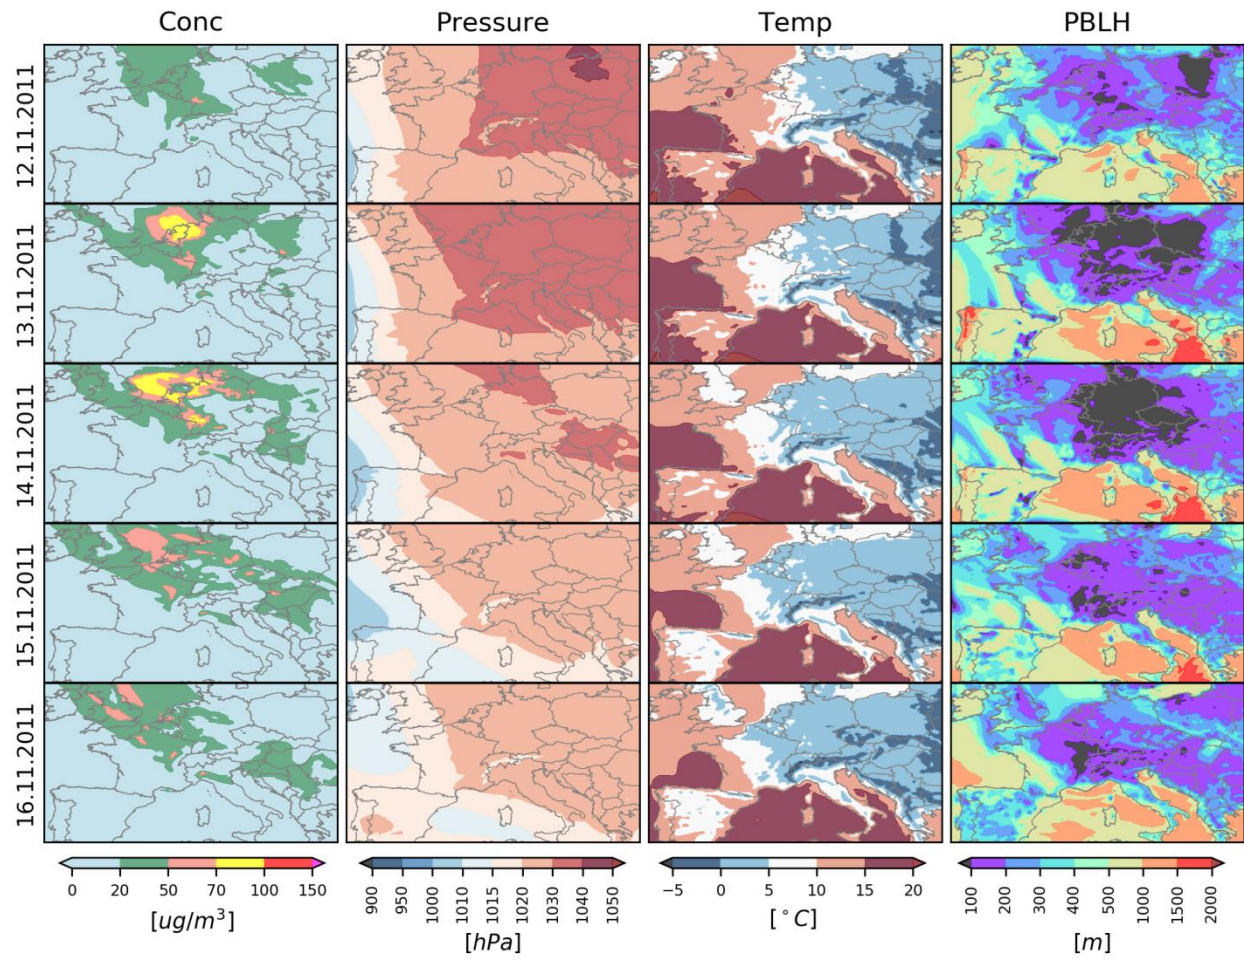 Conc Pressure Temp PBLH
12.11.2011
13.11.2011
14.11.2011
15.11.2011
16.11.2011
0 20 50 70 100 150
[ug/m³]
900 950 1000 1010 1015 1020 1030 1040 1050
[hPa]
−5 0 5 10 15 20
[°C]
100 200 300 400 500 1000 1500 2000
[m]